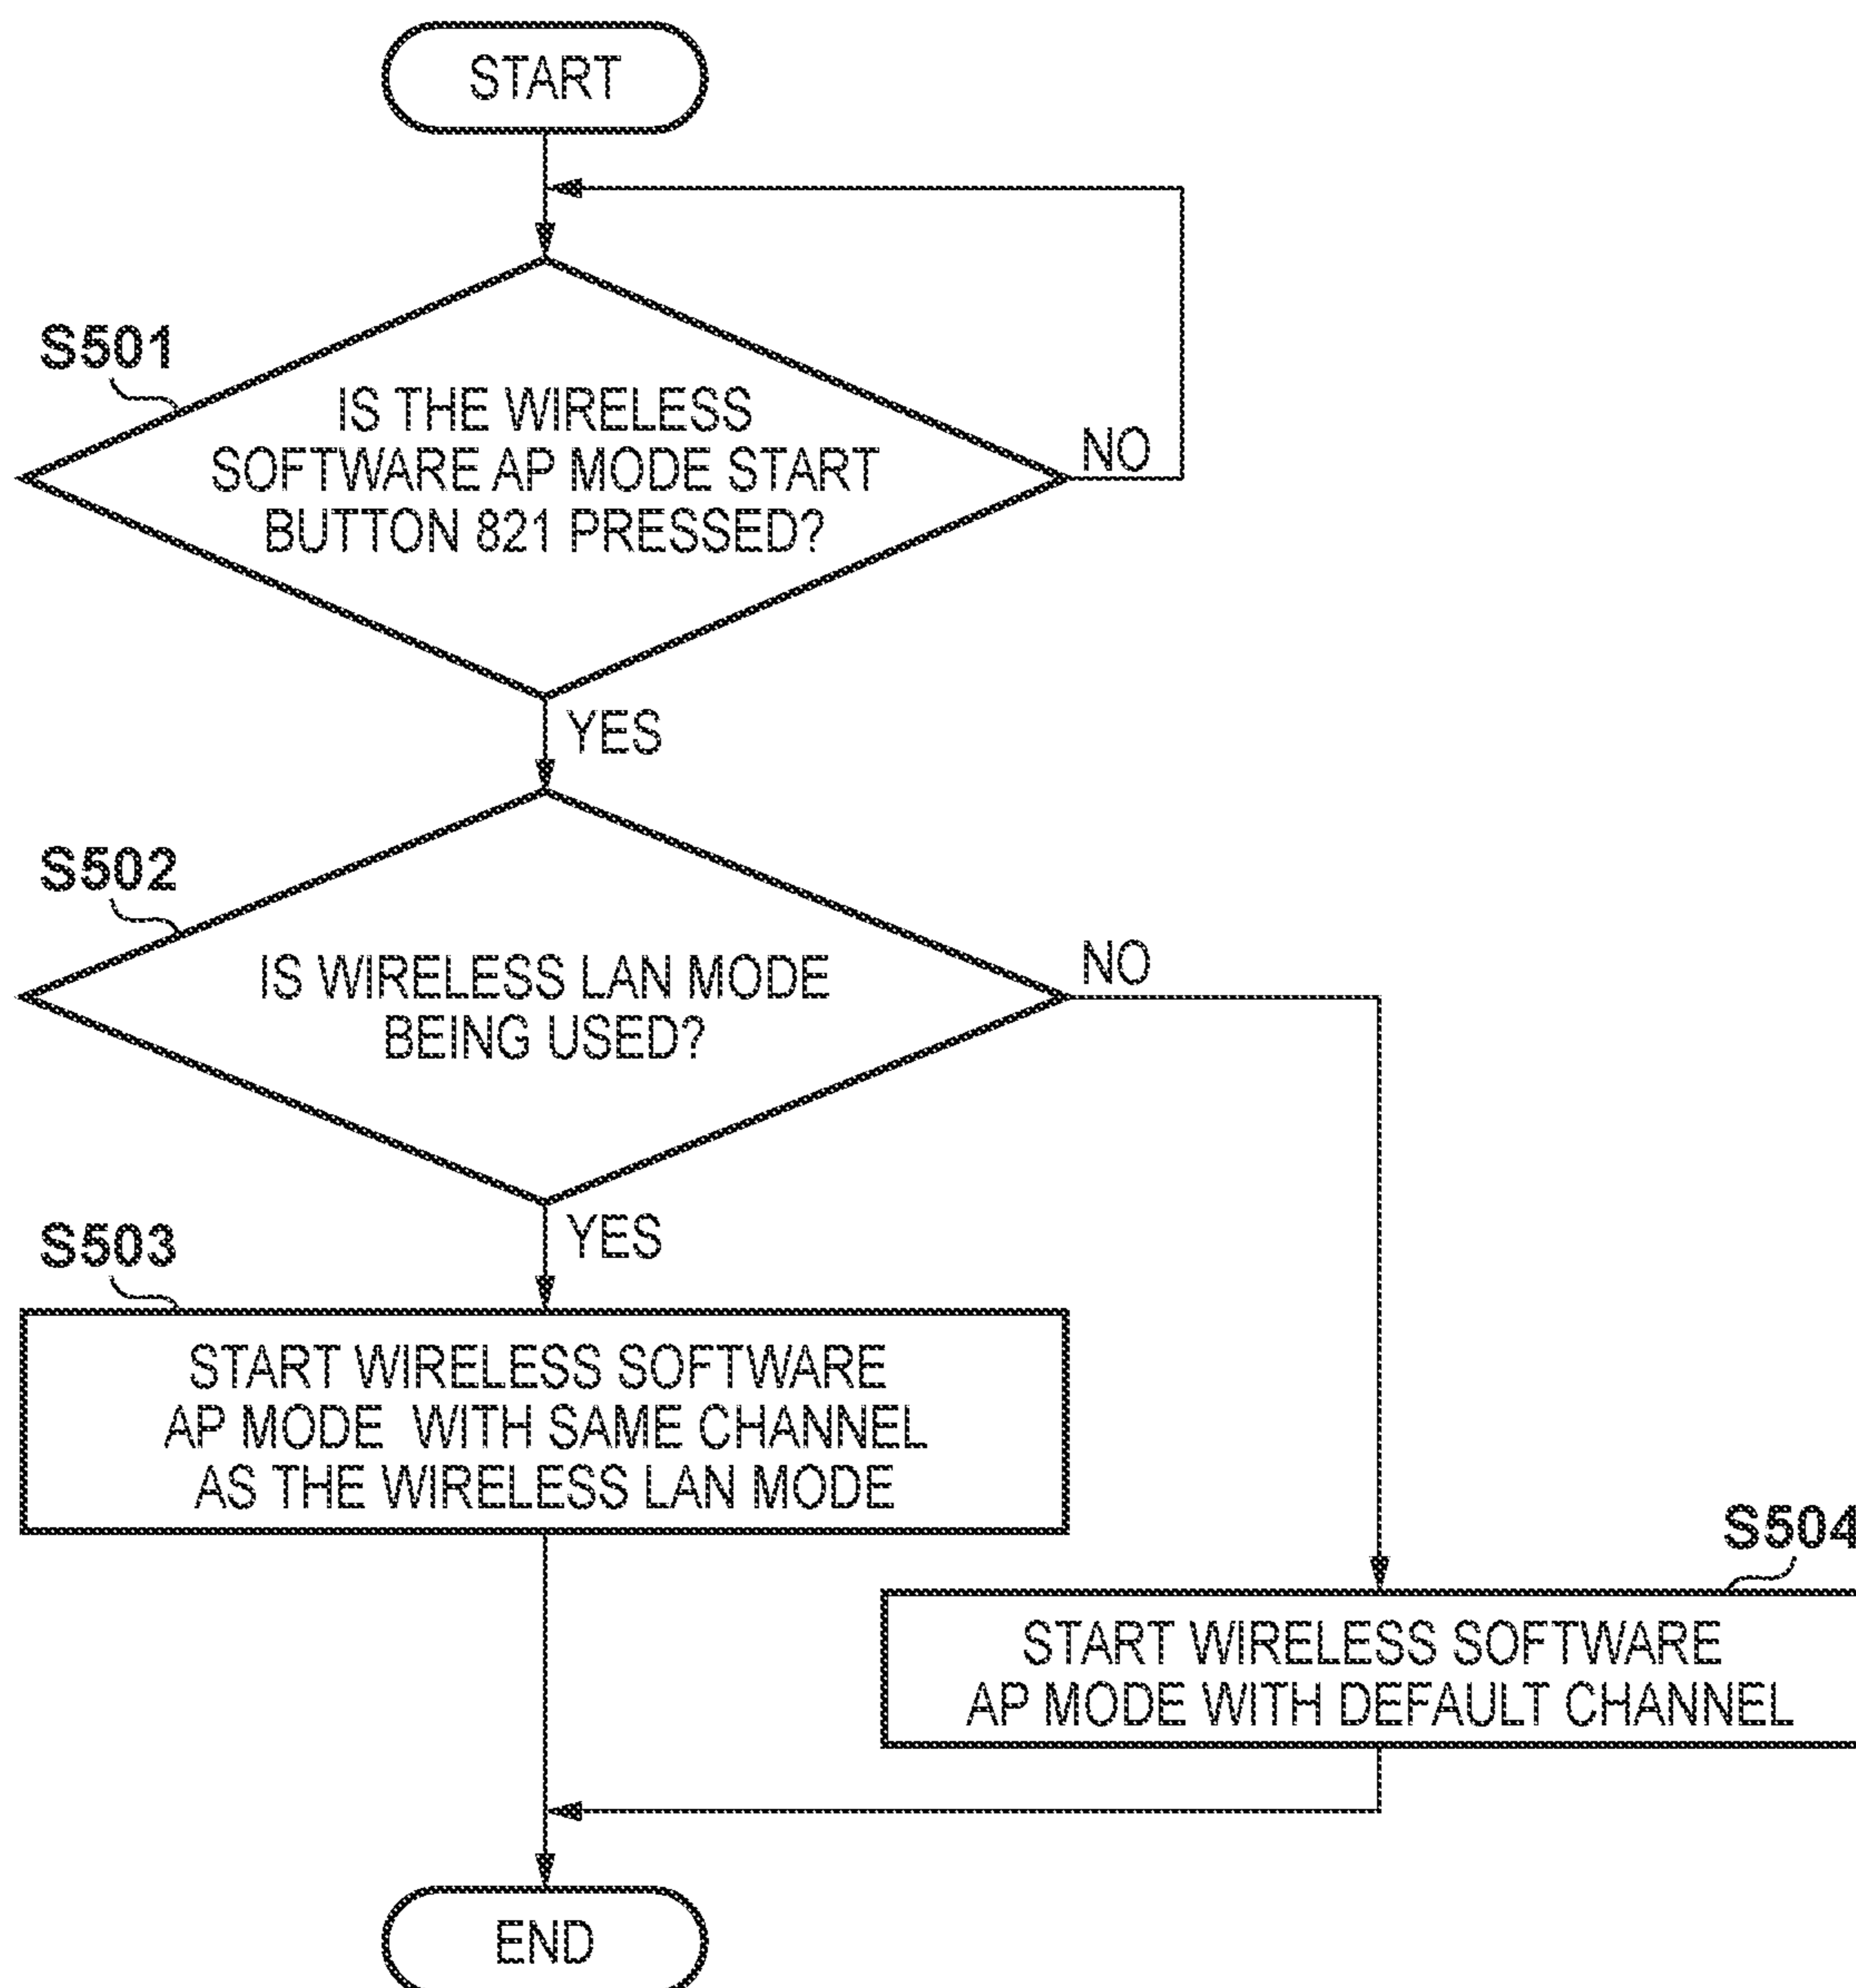 START
S501
IS THE WIRELESS
SOFTWARE AP MODE START
BUTTON 821 PRESSED?
NO
YES
S502
IS WIRELESS LAN MODE
BEING USED?
NO
YES
S503
START WIRELESS SOFTWARE
AP MODE WITH SAME CHANNEL
AS THE WIRELESS LAN MODE
S504
START WIRELESS SOFTWARE
AP MODE WITH DEFAULT CHANNEL
END